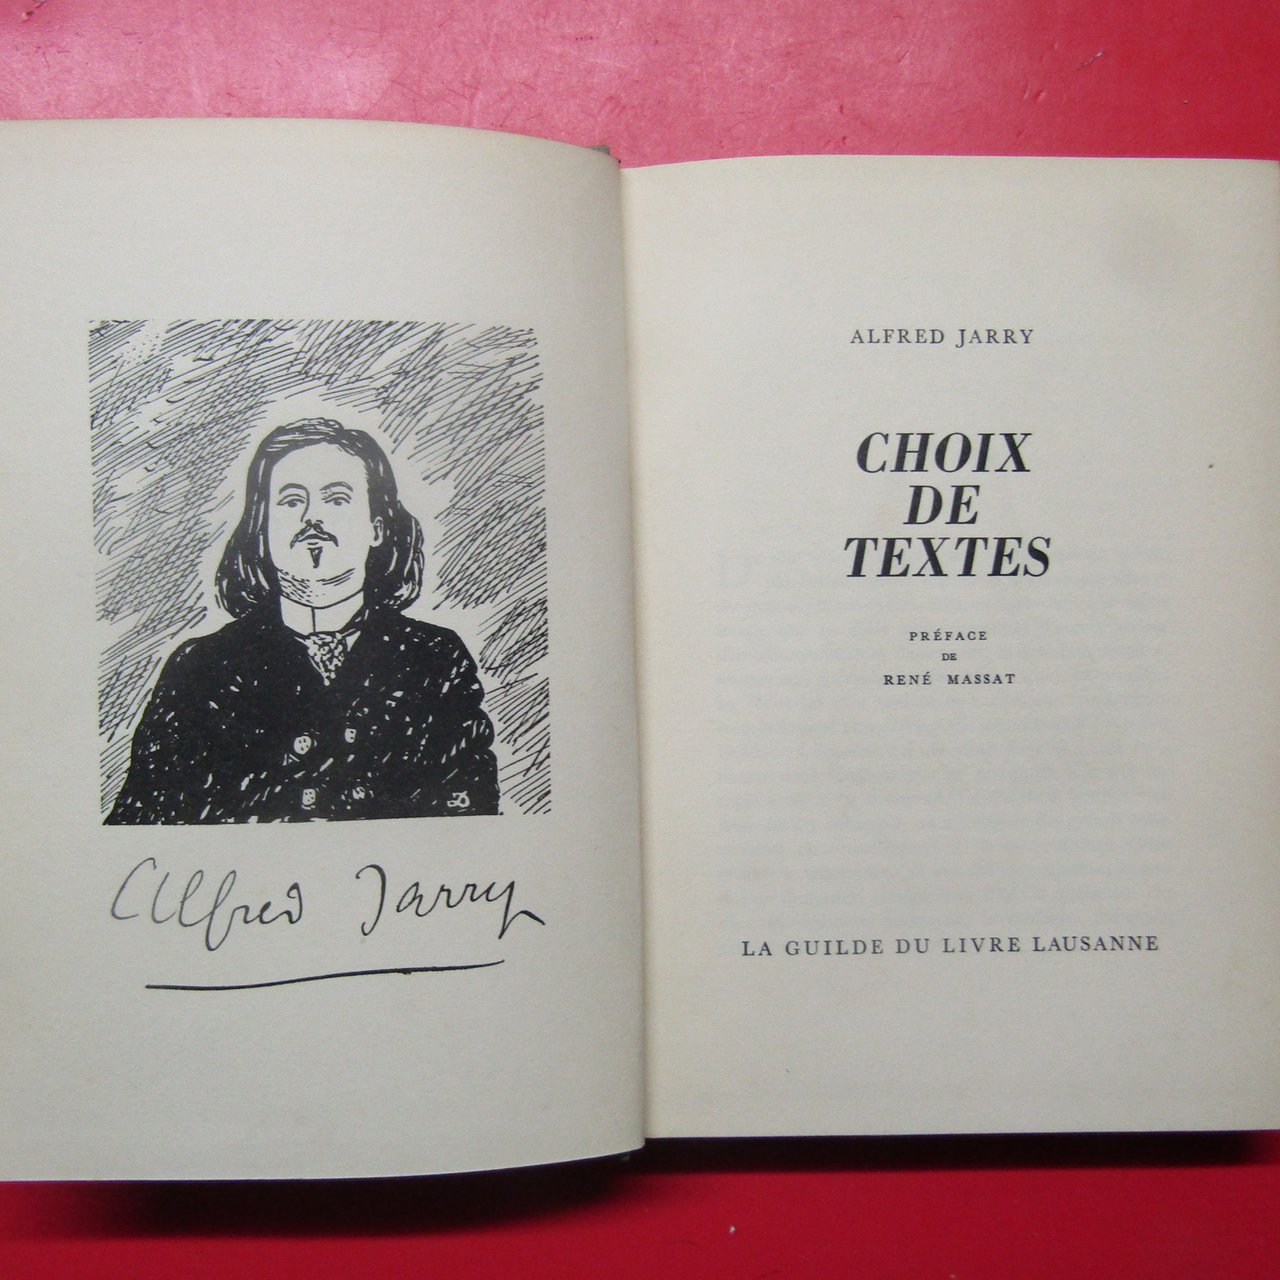 Alfred Jarry
ALFRED JARRY
CHOIX
DE
TEXTES
PRÉFACE
DE
RENÉ MASSAT
LA GUILDE DU LIVRE LAUSANNE